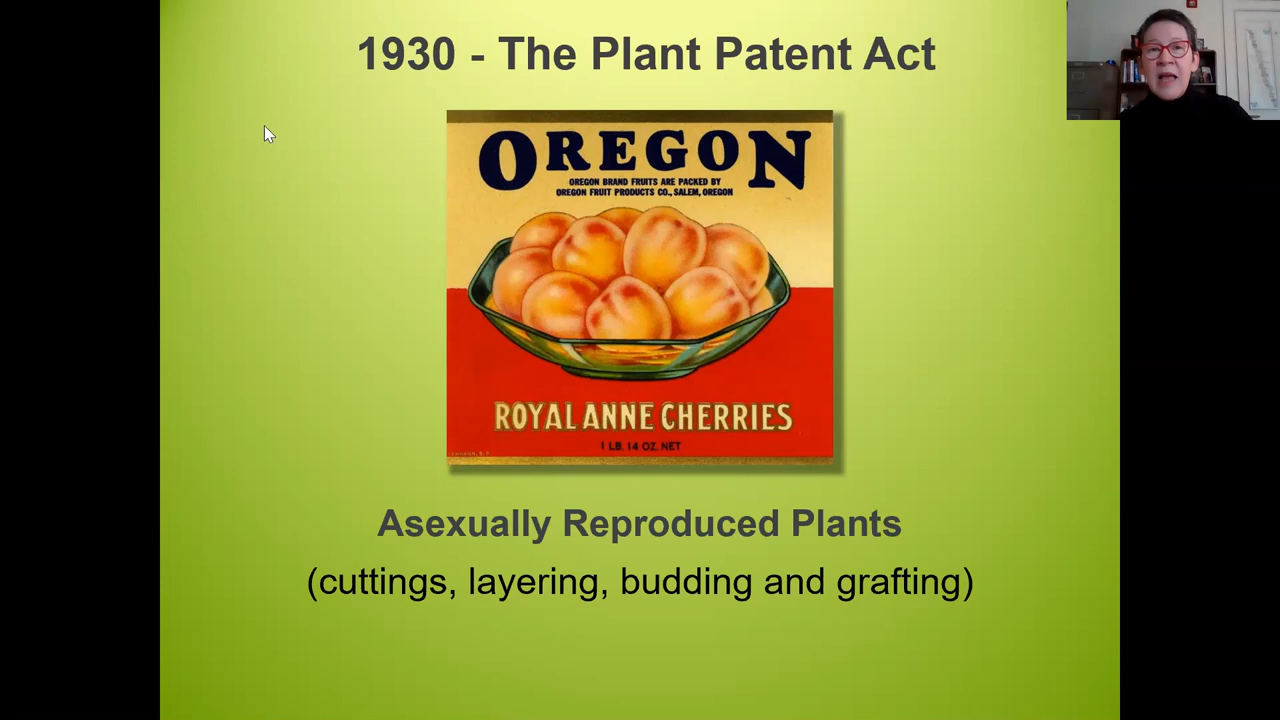 1930 - The Plant Patent Act
OREGON
OREGON BRAND FRUITS ARE PACKED BY
OREGON FRUIT PRODUCTS CO., SALEM, OREGON
ROYAL ANNE CHERRIES
1 LB. 14 OZ. NET
Asexually Reproduced Plants
(cuttings, layering, budding and grafting)